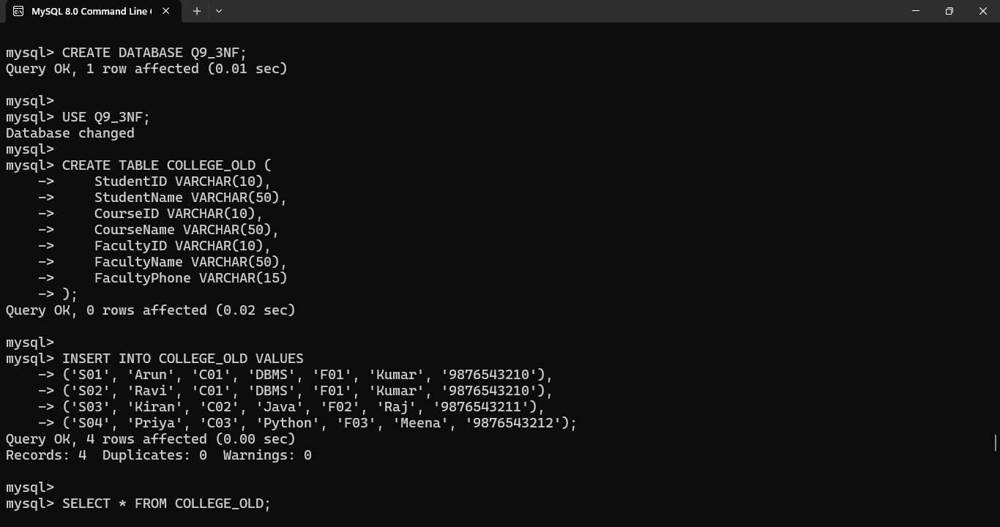 MySQL 8.0 Command Line
mysql> CREATE DATABASE Q9_3NF;
Query OK, 1 row affected (0.01 sec)
mysql>
mysql> USE Q9_3NF;
Database changed
mysql>
mysql> CREATE TABLE COLLEGE_OLD (
    ->     StudentID VARCHAR(10),
    ->     StudentName VARCHAR(50),
    ->     CourseID VARCHAR(10),
    ->     CourseName VARCHAR(50),
    ->     FacultyID VARCHAR(10),
    ->     FacultyName VARCHAR(50),
    ->     FacultyPhone VARCHAR(15)
    -> );
Query OK, 0 rows affected (0.02 sec)
mysql>
mysql> INSERT INTO COLLEGE_OLD VALUES
    -> ('S01', 'Arun', 'C01', 'DBMS', 'F01', 'Kumar', '9876543210'),
    -> ('S02', 'Ravi', 'C01', 'DBMS', 'F01', 'Kumar', '9876543210'),
    -> ('S03', 'Kiran', 'C02', 'Java', 'F02', 'Raj', '9876543211'),
    -> ('S04', 'Priya', 'C03', 'Python', 'F03', 'Meena', '9876543212');
Query OK, 4 rows affected (0.00 sec)
Records: 4  Duplicates: 0  Warnings: 0
mysql>
mysql> SELECT * FROM COLLEGE_OLD;